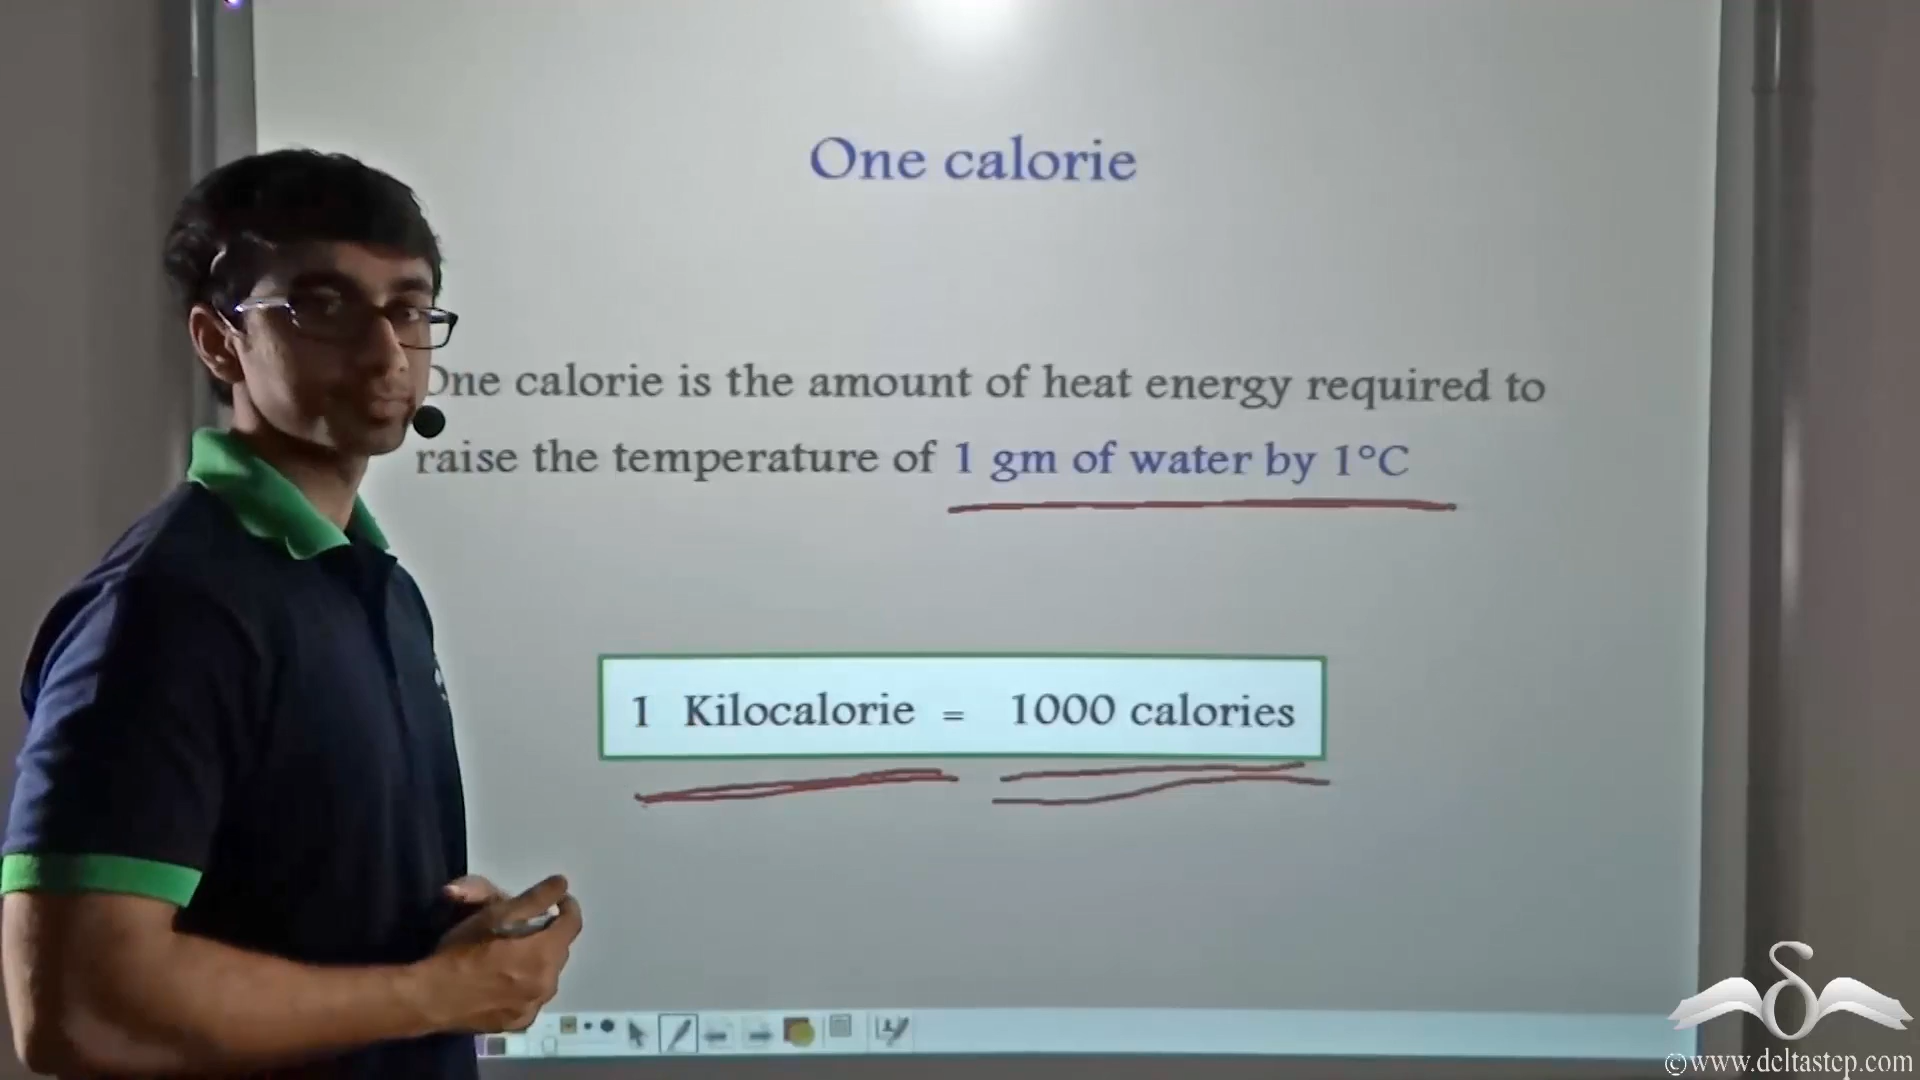 One calorie
One calorie is the amount of heat energy required to
raise the temperature of 1 gm of water by 1°C
1 Kilocalorie = 1000 calories
©www.deltastep.com